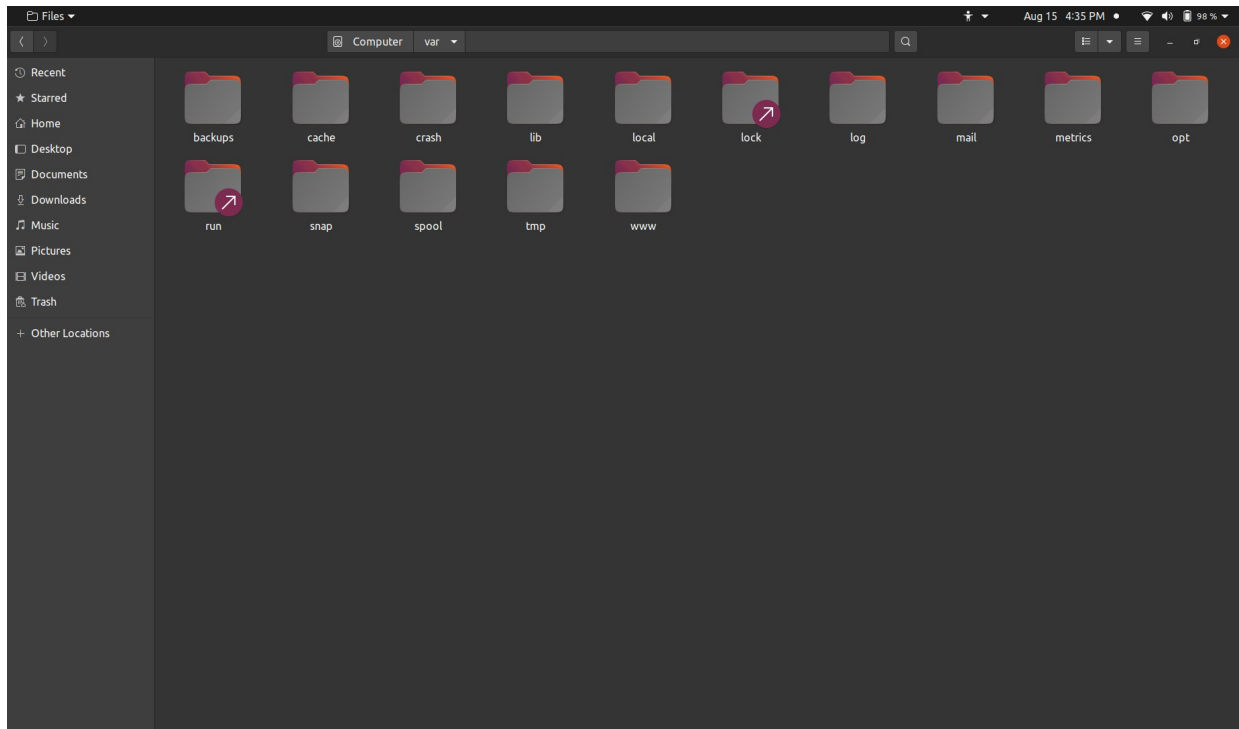 Files
Aug 15 4:35 PM
98 %
Computer var
Recent
Starred
Home
Desktop
Documents
Downloads
Music
Pictures
Videos
Trash
+ Other Locations
backups cache crash lib local lock log mail metrics opt
run snap spool tmp www